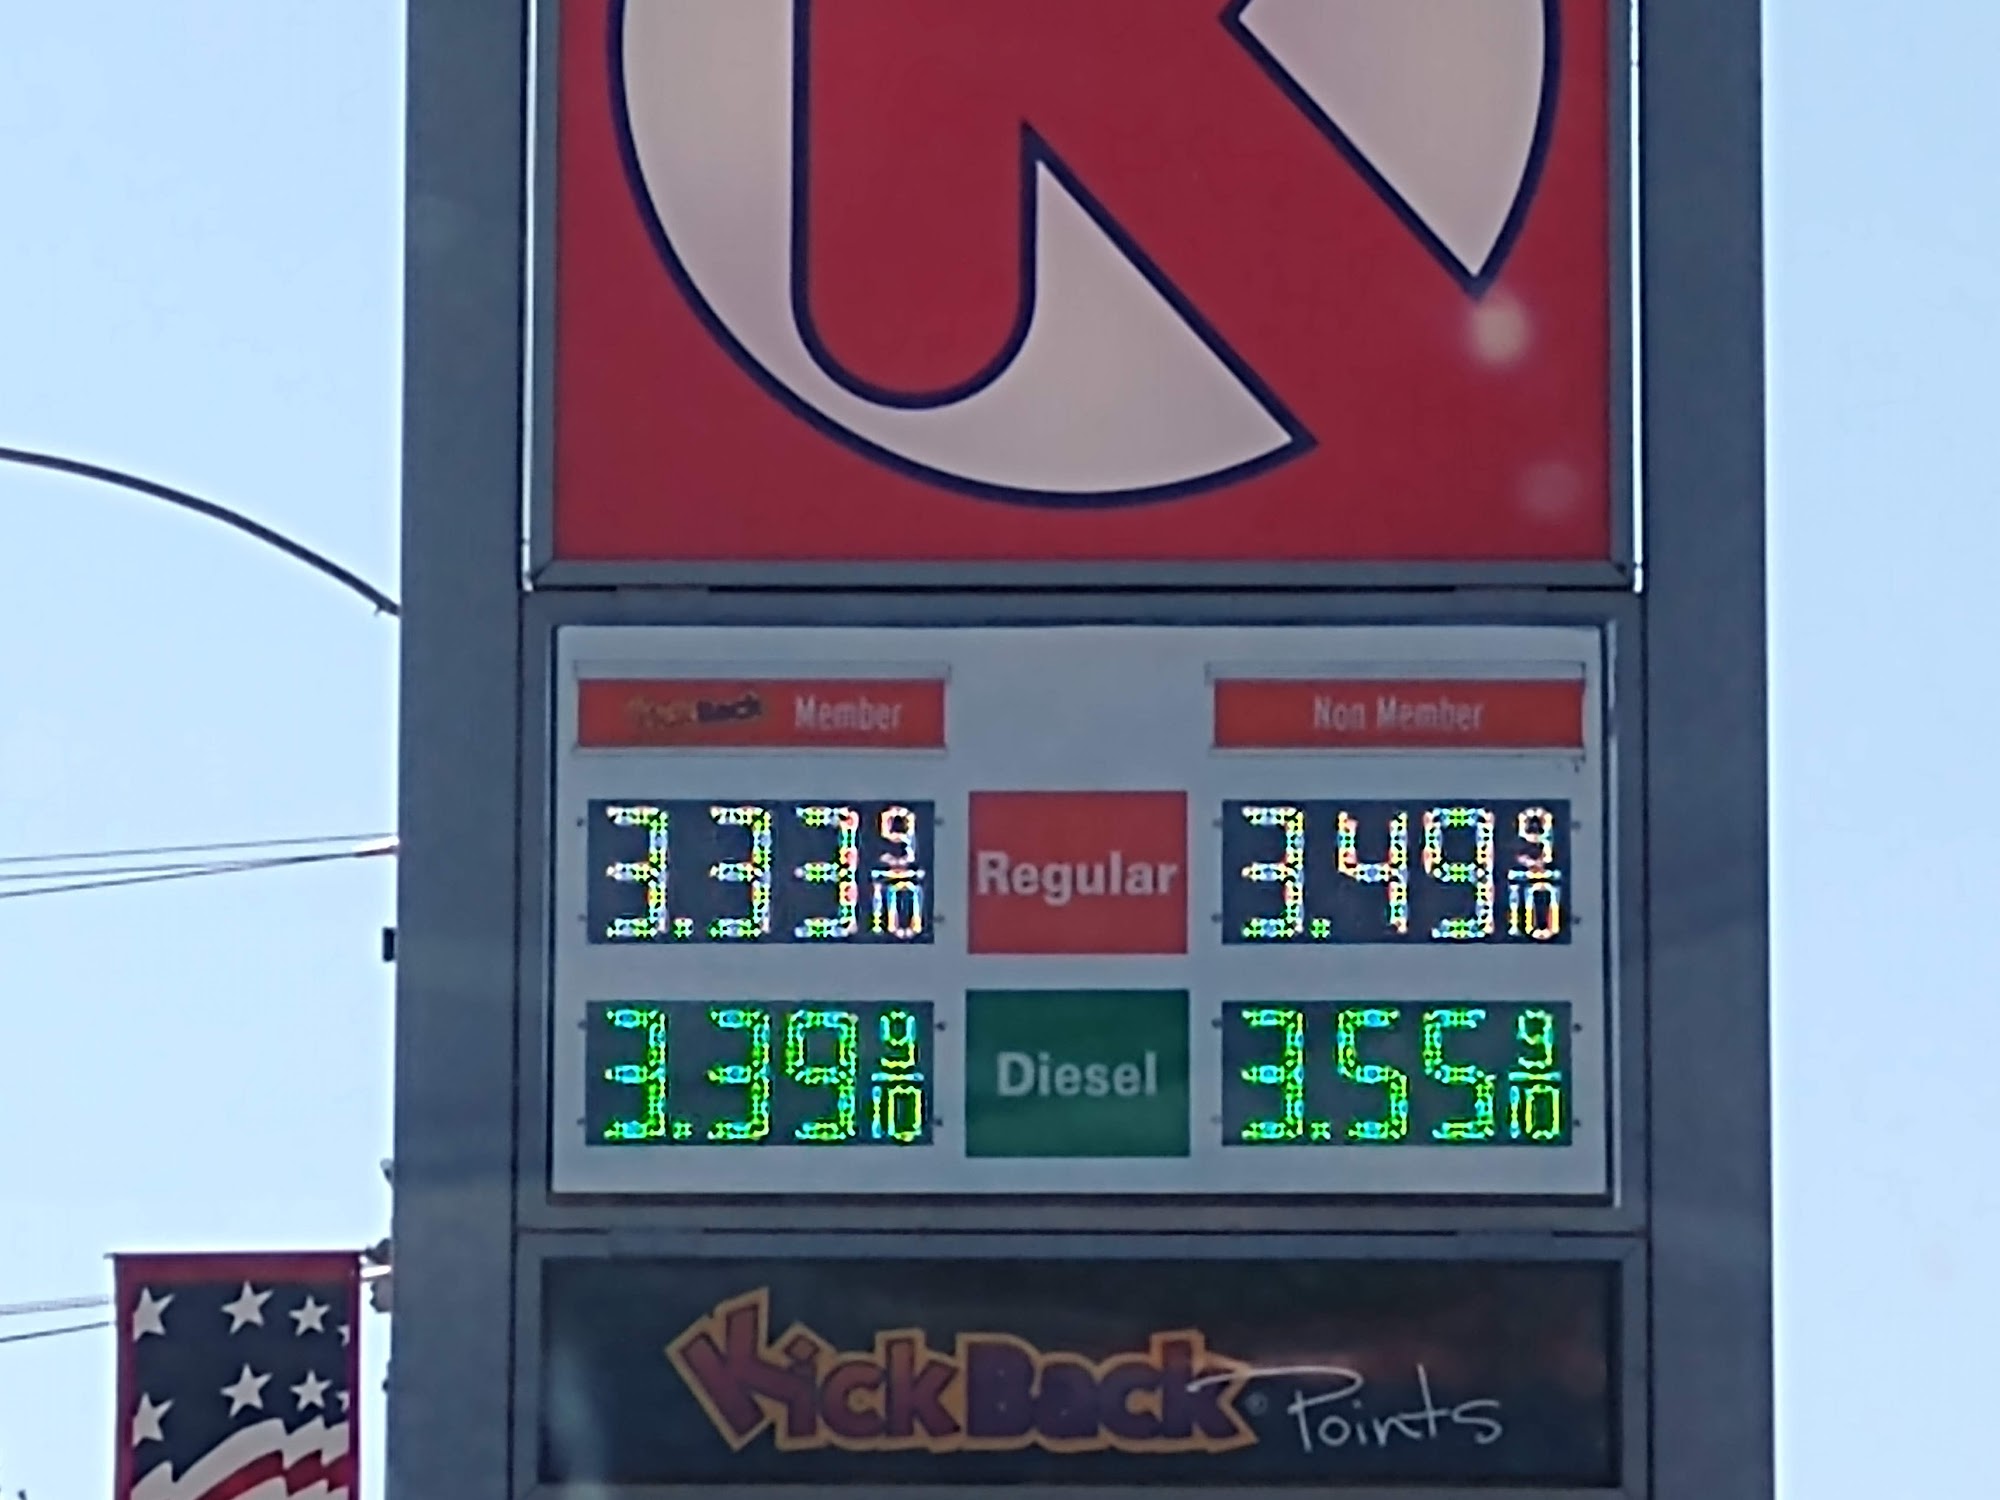 KickBack Member
Non Member
3.33 9/10 Regular 3.49 9/10
3.39 9/10 Diesel 3.55 9/10
KickBack® Points